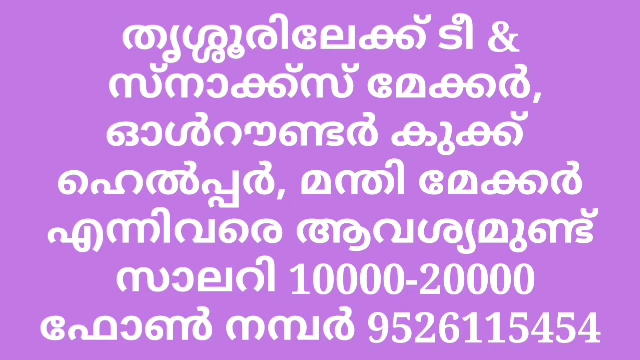 തൃശ്ശൂരിലേക്ക് ടീ &
സ്നാക്ക്സ് മേക്കർ,
ഓൾറൗണ്ടർ കുക്ക്
ഹെൽപ്പർ, മന്തി മേക്കർ
എന്നിവരെ ആവശ്യമുണ്ട്
സാലറി 10000-20000
ഫോൺ നമ്പർ 9526115454